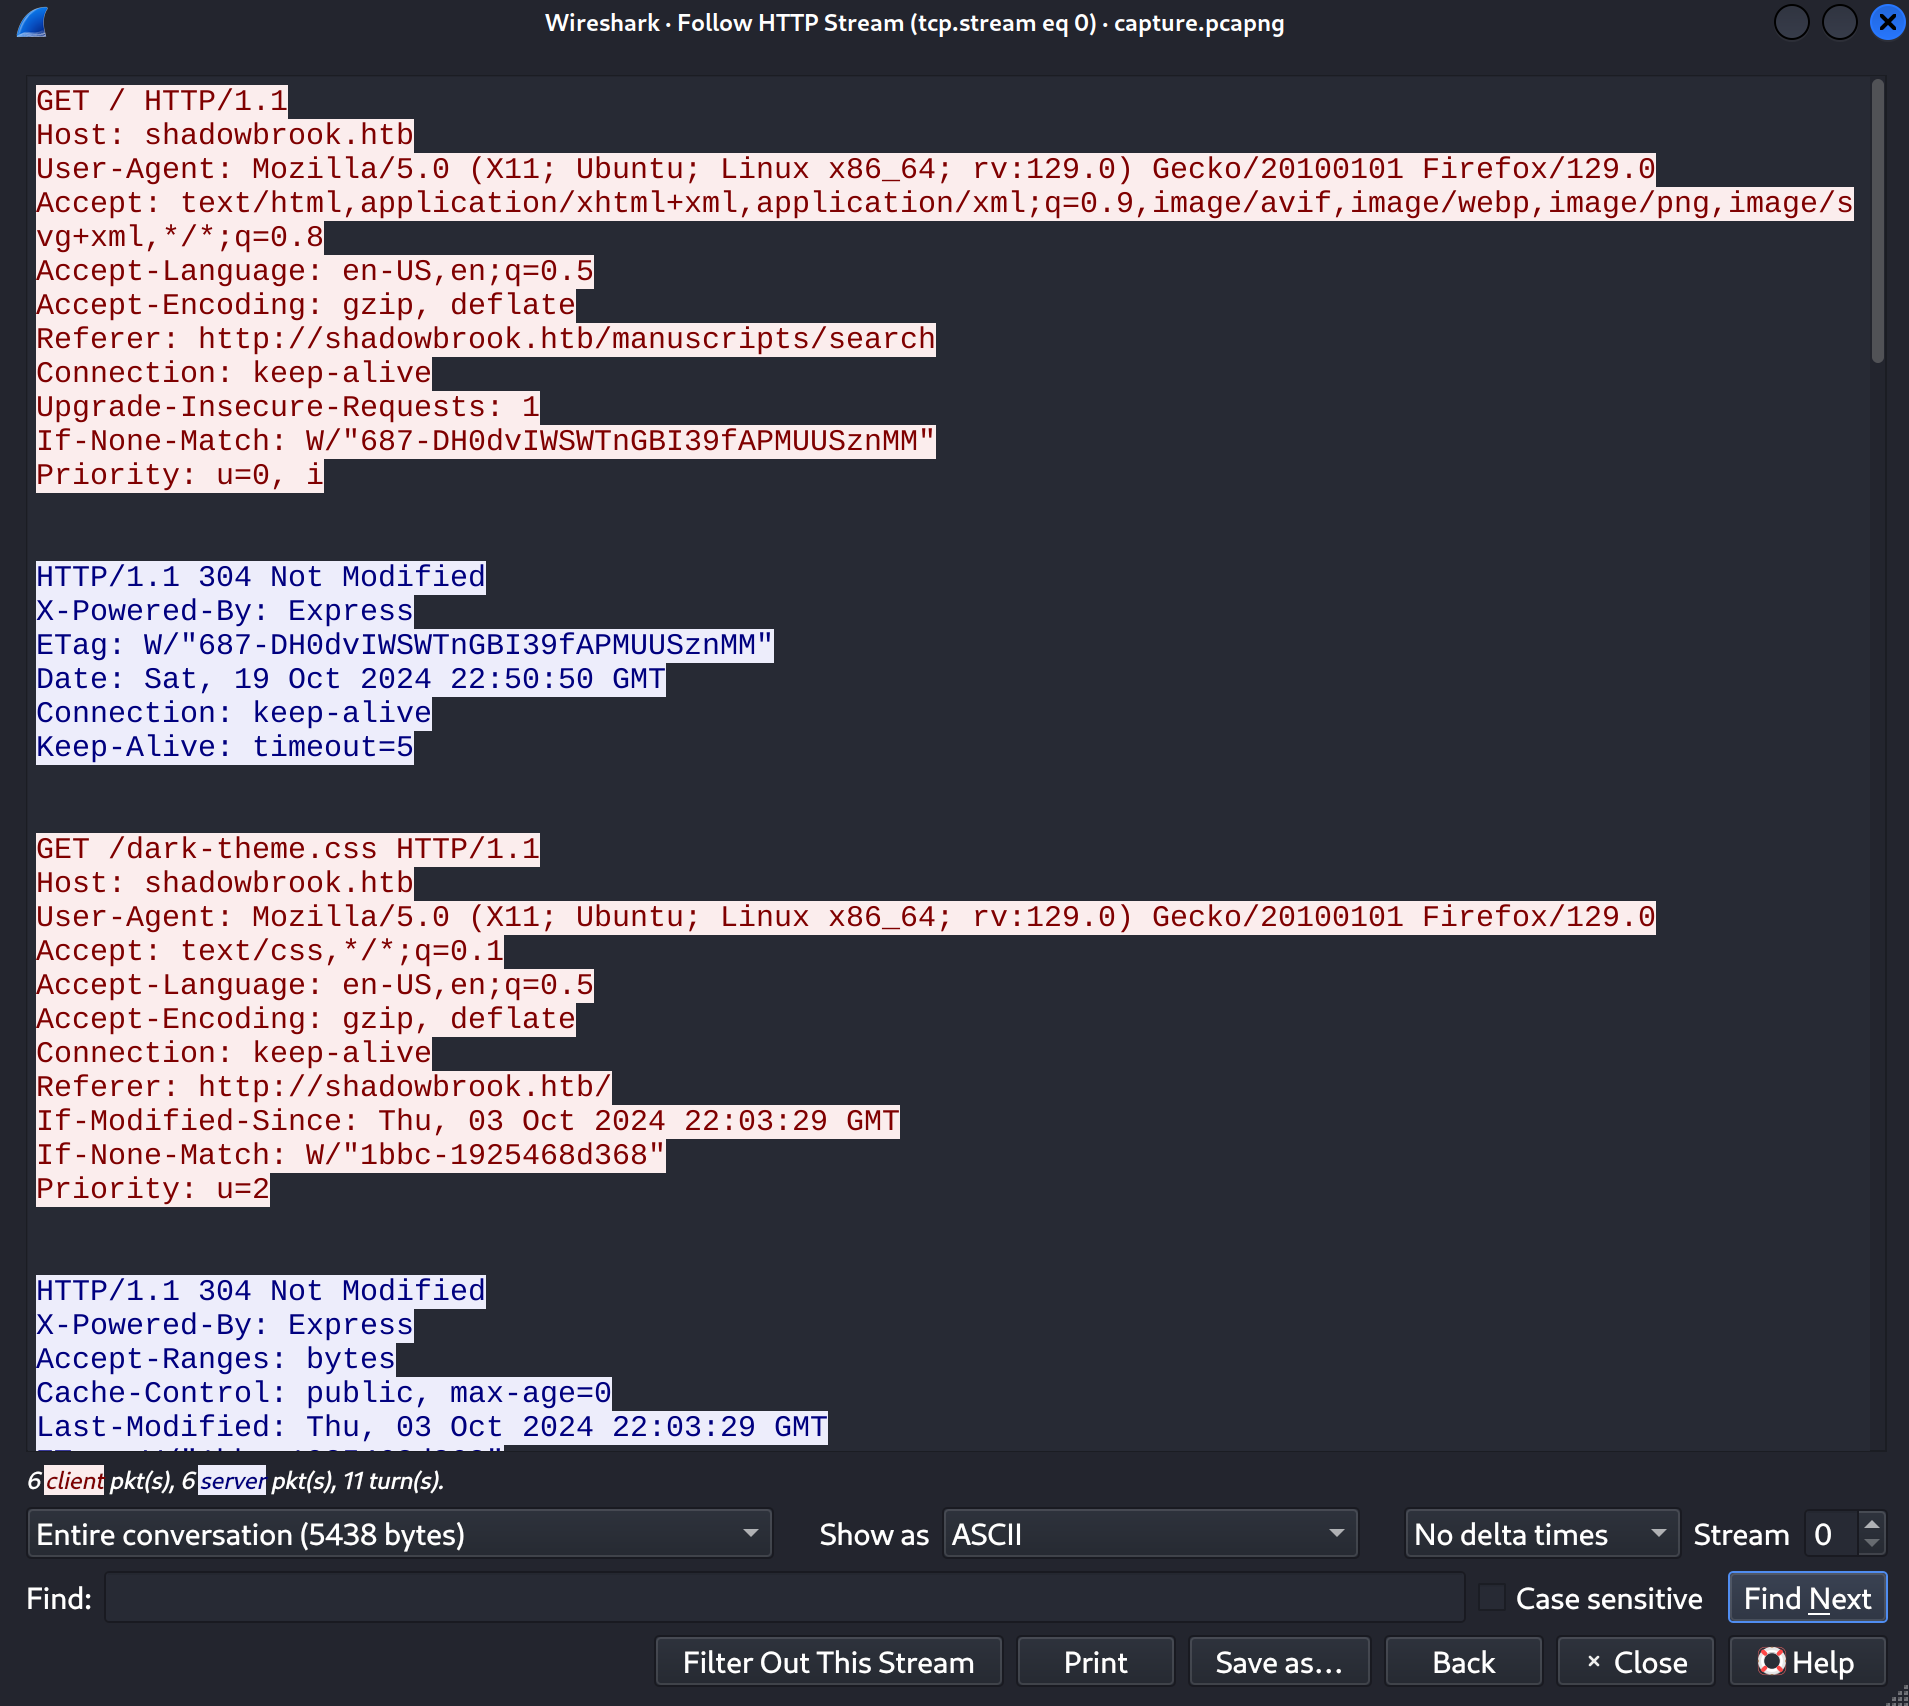 Wireshark · Follow HTTP Stream (tcp.stream eq 0) · capture.pcapng
GET / HTTP/1.1
Host: shadowbrook.htb
User-Agent: Mozilla/5.0 (X11; Ubuntu; Linux x86_64; rv:129.0) Gecko/20100101 Firefox/129.0
Accept: text/html,application/xhtml+xml,application/xml;q=0.9,image/avif,image/webp,image/png,image/s
vg+xml,*/*;q=0.8
Accept-Language: en-US,en;q=0.5
Accept-Encoding: gzip, deflate
Referer: http://shadowbrook.htb/manuscripts/search
Connection: keep-alive
Upgrade-Insecure-Requests: 1
If-None-Match: W/"687-DH0dvIWSWTnGBI39fAPMUUSznMM"
Priority: u=0, i
HTTP/1.1 304 Not Modified
X-Powered-By: Express
ETag: W/"687-DH0dvIWSWTnGBI39fAPMUUSznMM"
Date: Sat, 19 Oct 2024 22:50:50 GMT
Connection: keep-alive
Keep-Alive: timeout=5
GET /dark-theme.css HTTP/1.1
Host: shadowbrook.htb
User-Agent: Mozilla/5.0 (X11; Ubuntu; Linux x86_64; rv:129.0) Gecko/20100101 Firefox/129.0
Accept: text/css,*/*;q=0.1
Accept-Language: en-US,en;q=0.5
Accept-Encoding: gzip, deflate
Connection: keep-alive
Referer: http://shadowbrook.htb/
If-Modified-Since: Thu, 03 Oct 2024 22:03:29 GMT
If-None-Match: W/"1bbc-1925468d368"
Priority: u=2
HTTP/1.1 304 Not Modified
X-Powered-By: Express
Accept-Ranges: bytes
Cache-Control: public, max-age=0
Last-Modified: Thu, 03 Oct 2024 22:03:29 GMT
6 client pkt(s), 6 server pkt(s), 11 turn(s).
Entire conversation (5438 bytes) Show as ASCII No delta times Stream 0
Find: Case sensitive Find Next
Filter Out This Stream Print Save as… Back × Close Help